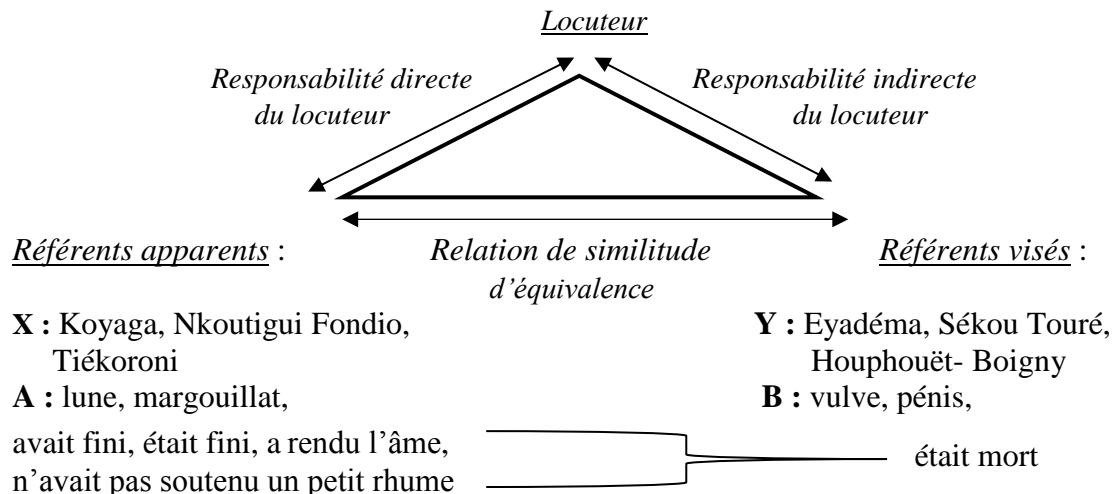 Locuteur
Responsabilité directe
du locuteur
Responsabilité indirecte
du locuteur
Référents apparents :
Relation de similitude
d’équivalence
Référents visés :
X : Koyaga, Nkoutigui Fondio,
Tiékoroni
Y : Eyadéma, Sékou Touré,
Houphouët- Boigny
A : lune, margouillat,
B : vulve, pénis,
avait fini, était fini, a rendu l’âme,
n’avait pas soutenu un petit rhume
était mort